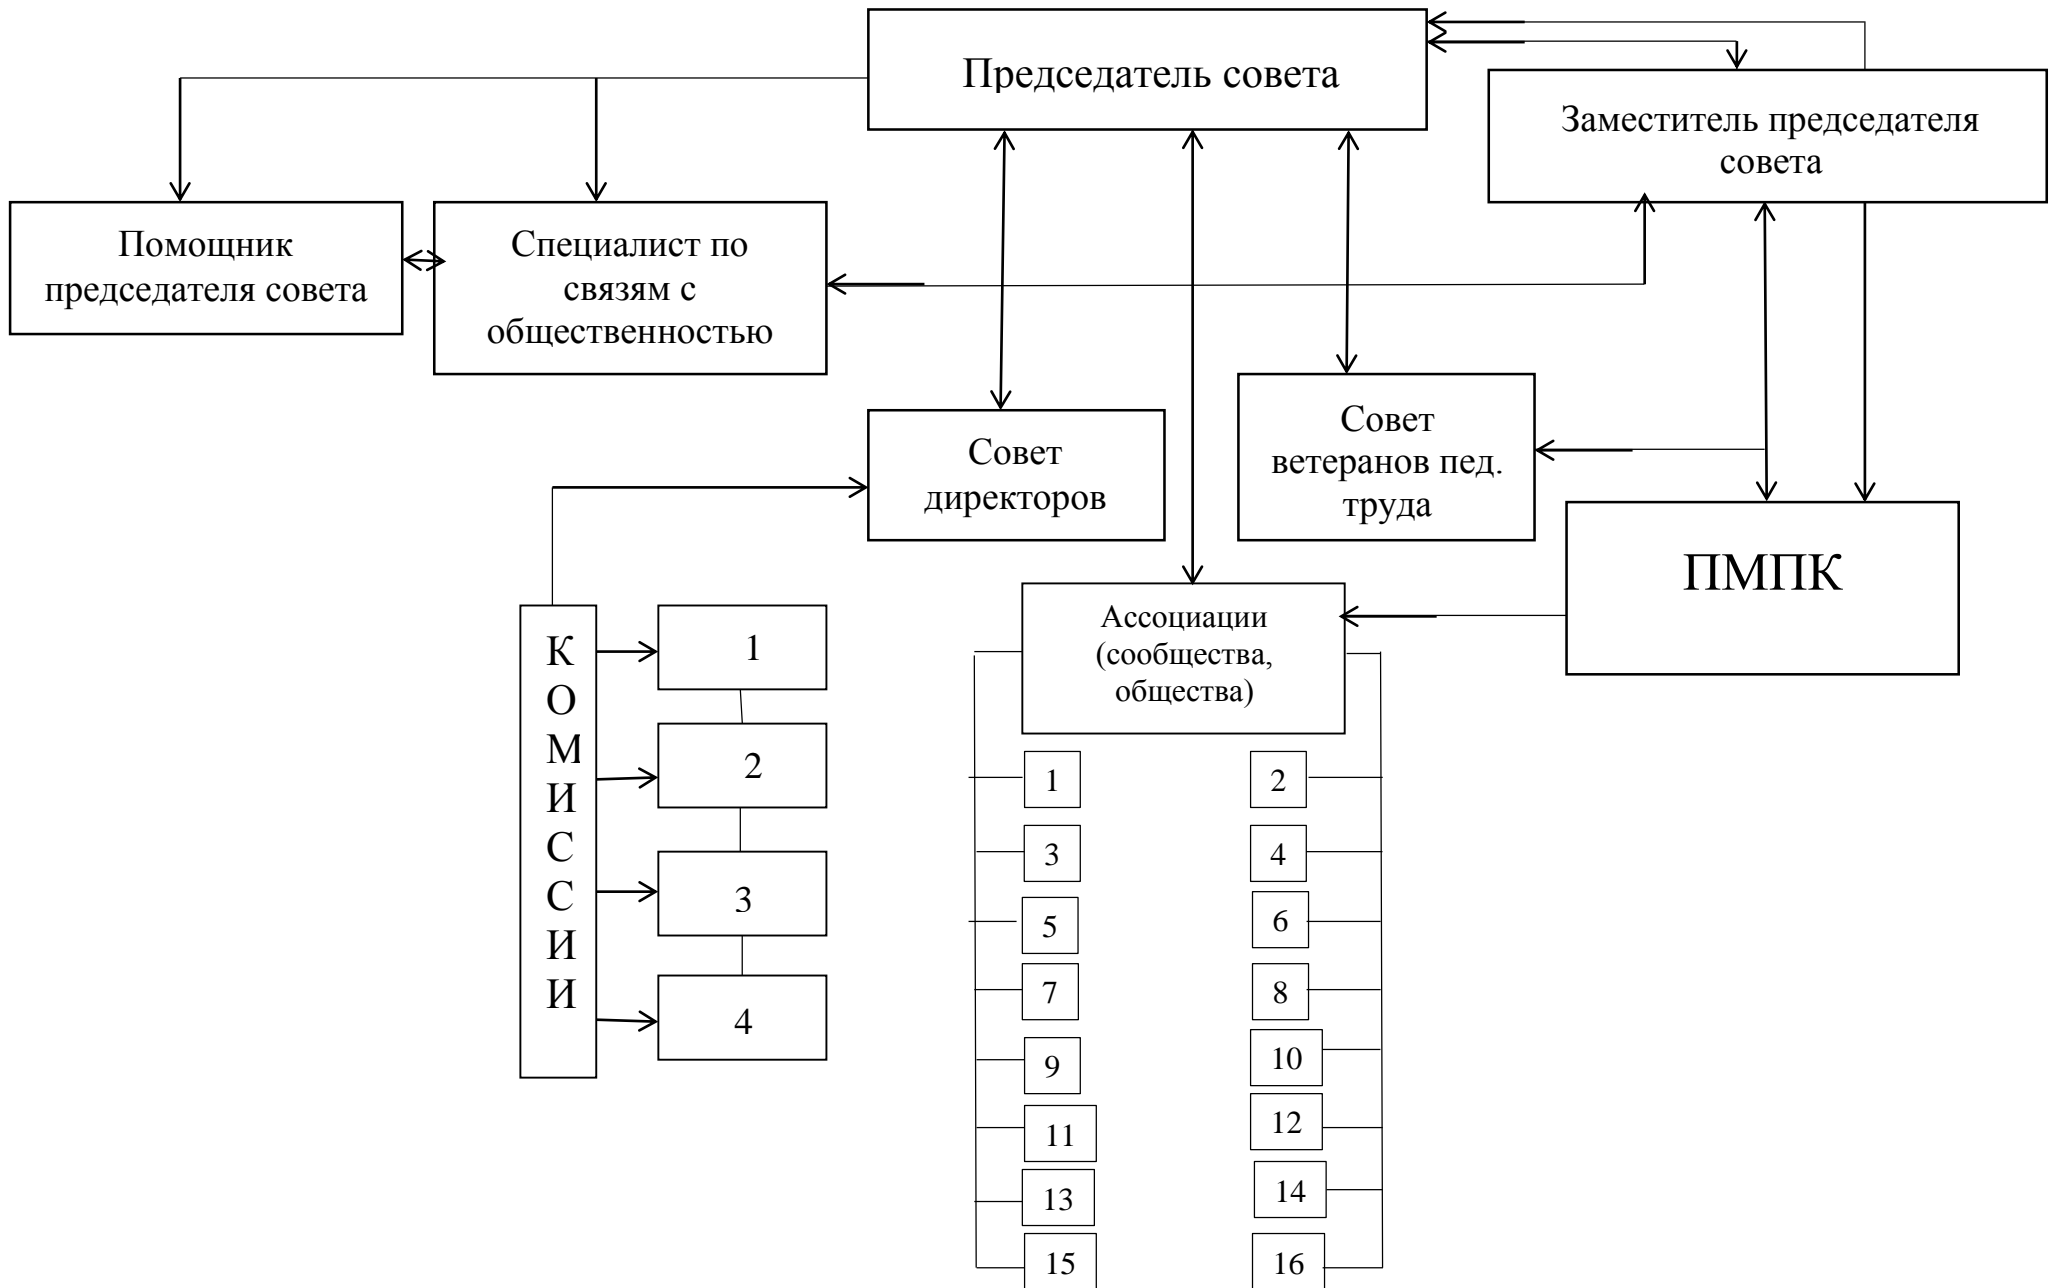 Председатель совета
Заместитель председателя
совета
Помощник
председателя совета
Специалист по
связям с
общественностью
Совет
директоров
Совет
ветеранов пед.
труда
ПМПК
Ассоциации
(сообщества,
общества)
К
О
М
И
С
С
И
И
1
2
3
4
1
2
3
4
5
6
7
8
9
10
11
12
13
14
15
16